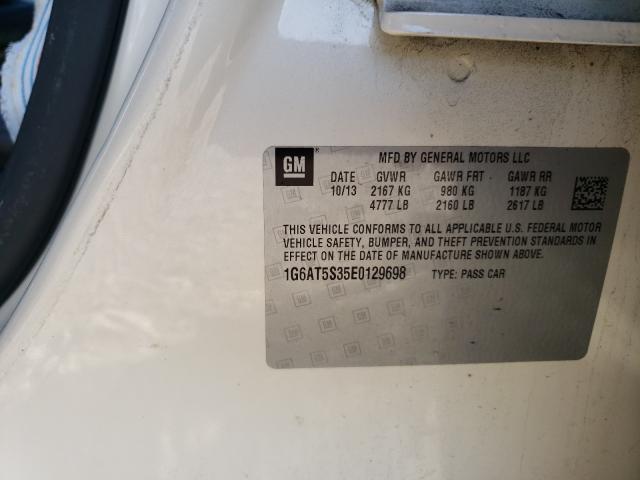 GM ® MFD BY GENERAL MOTORS LLC
DATE GVWR GAWR FRT GAWR RR
10/13 2167 KG 980 KG 1187 KG
4777 LB 2160 LB 2617 LB
THIS VEHICLE CONFORMS TO ALL APPLICABLE U.S. FEDERAL MOTOR
VEHICLE SAFETY, BUMPER, AND THEFT PREVENTION STANDARDS IN
EFFECT ON THE DATE OF MANUFACTURE SHOWN ABOVE.
1G6AT5S35E0129698 TYPE: PASS CAR